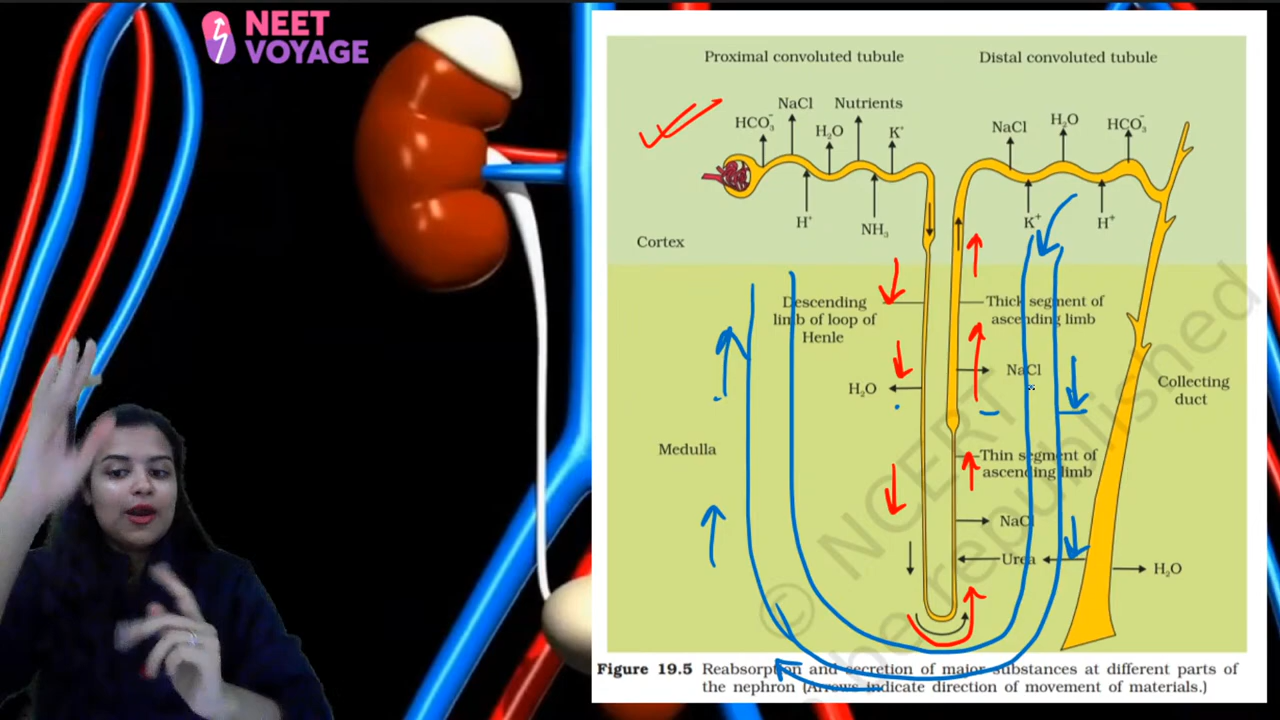 NEET
VOYAGE
Proximal convoluted tubule
Distal convoluted tubule
NaCl
Nutrients
HCO₃⁻
H₂O
K⁺
NaCl
H₂O
HCO₃⁻
H⁺
NH₃
K⁺
H⁺
Cortex
Descending
limb of loop of
Henle
Thick segment of
ascending limb
H₂O
NaCl
Collecting
duct
Medulla
Thin segment of
ascending limb
NaCl
Urea
H₂O
© NCERT
be republished
Figure 19.5 Reabsorption and secretion of major substances at different parts of
the nephron (Arrows indicate direction of movement of materials.)